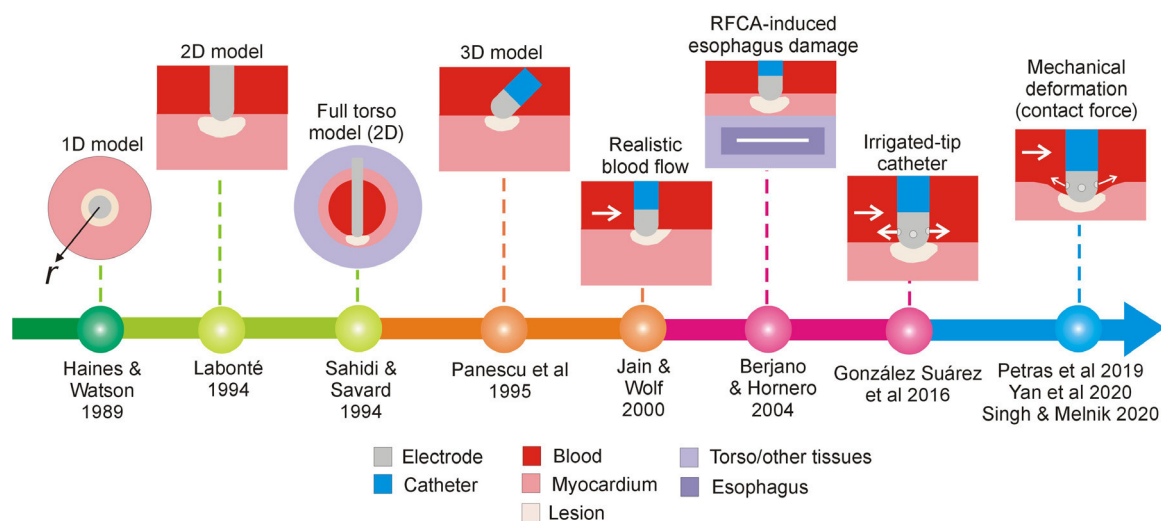 1D model
r
Haines &
Watson
1989
2D model
Labonté
1994
Full torso
model (2D)
Sahidi &
Savard
1994
3D model
Panescu et al
1995
Realistic
blood flow
Jain &
Wolf
2000
RFCA-induced
esophagus damage
Berjano
& Hornero
2004
Irrigated-tip
catheter
González Suárez
et al 2016
Mechanical
deformation
(contact force)
Petras et al 2019
Yan et al 2020
Singh & Melnik 2020
Electrode
Catheter
Blood
Myocardium
Lesion
Torso/other tissues
Esophagus